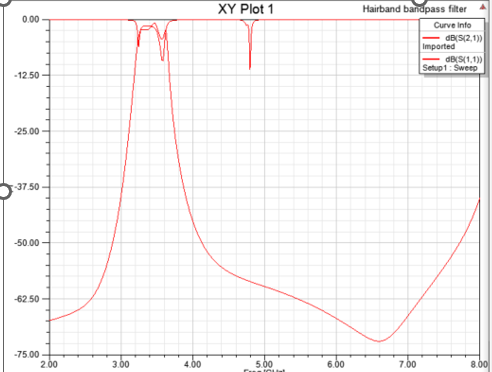 XY Plot 1
Hairband bandpass filter
Curve Info
dB(S(2,1))
Imported
dB(S(1,1))
Setup1 : Sweep
0.00
-12.50
-25.00
-37.50
-50.00
-62.50
-75.00
2.00 3.00 4.00 5.00 6.00 7.00 8.00